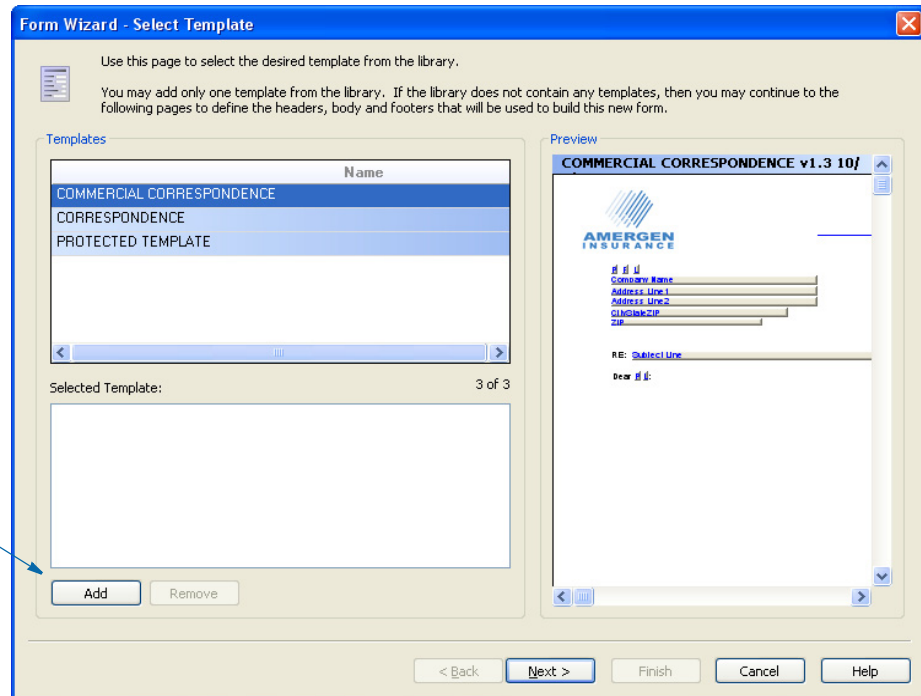 Form Wizard - Select Template
Use this page to select the desired template from the library.
You may add only one template from the library. If the library does not contain any templates, then you may continue to the
following pages to define the headers, body and footers that will be used to build this new form.
Templates
Name
COMMERCIAL CORRESPONDENCE
CORRESPONDENCE
PROTECTED TEMPLATE
Selected Template:
3 of 3
Add
Remove
Preview
COMMERCIAL CORRESPONDENCE v1.3 10/
AMERGEN
INSURANCE
Company Name
Address Line1
Address Line2
CityStateZIP
ZIP
RE: Subject Line
Dear
< Back
Next >
Finish
Cancel
Help